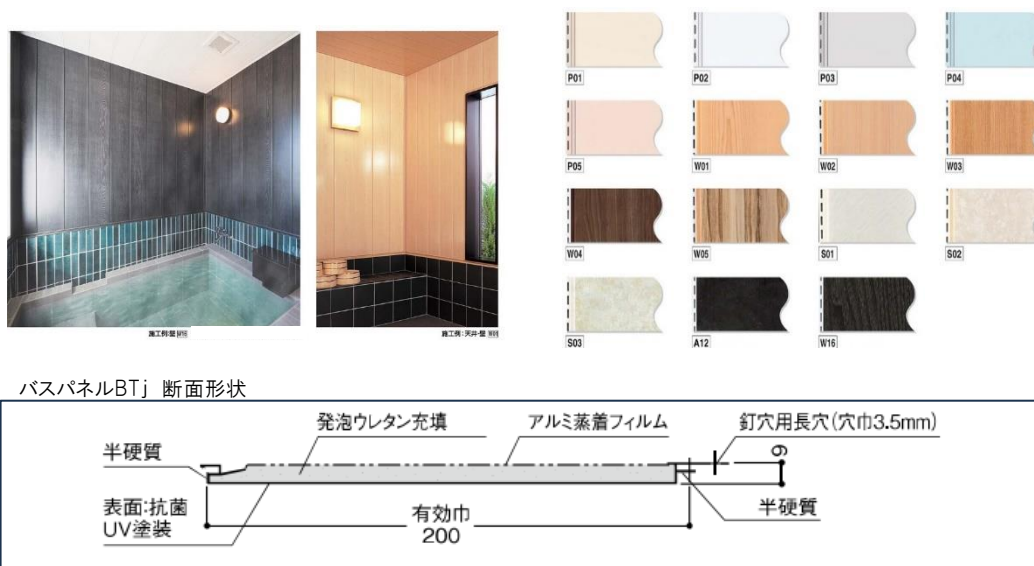 施工例:壁 W16
施工例:天井・壁 W01
P01
P02
P03
P04
P05
W01
W02
W03
W04
W05
S01
S02
S03
A12
W16
バスパネルBTj 断面形状
発泡ウレタン充填
アルミ蒸着フィルム
釘穴用長穴(穴巾3.5mm)
半硬質
9
表面:抗菌
UV塗装
有効巾
200
半硬質